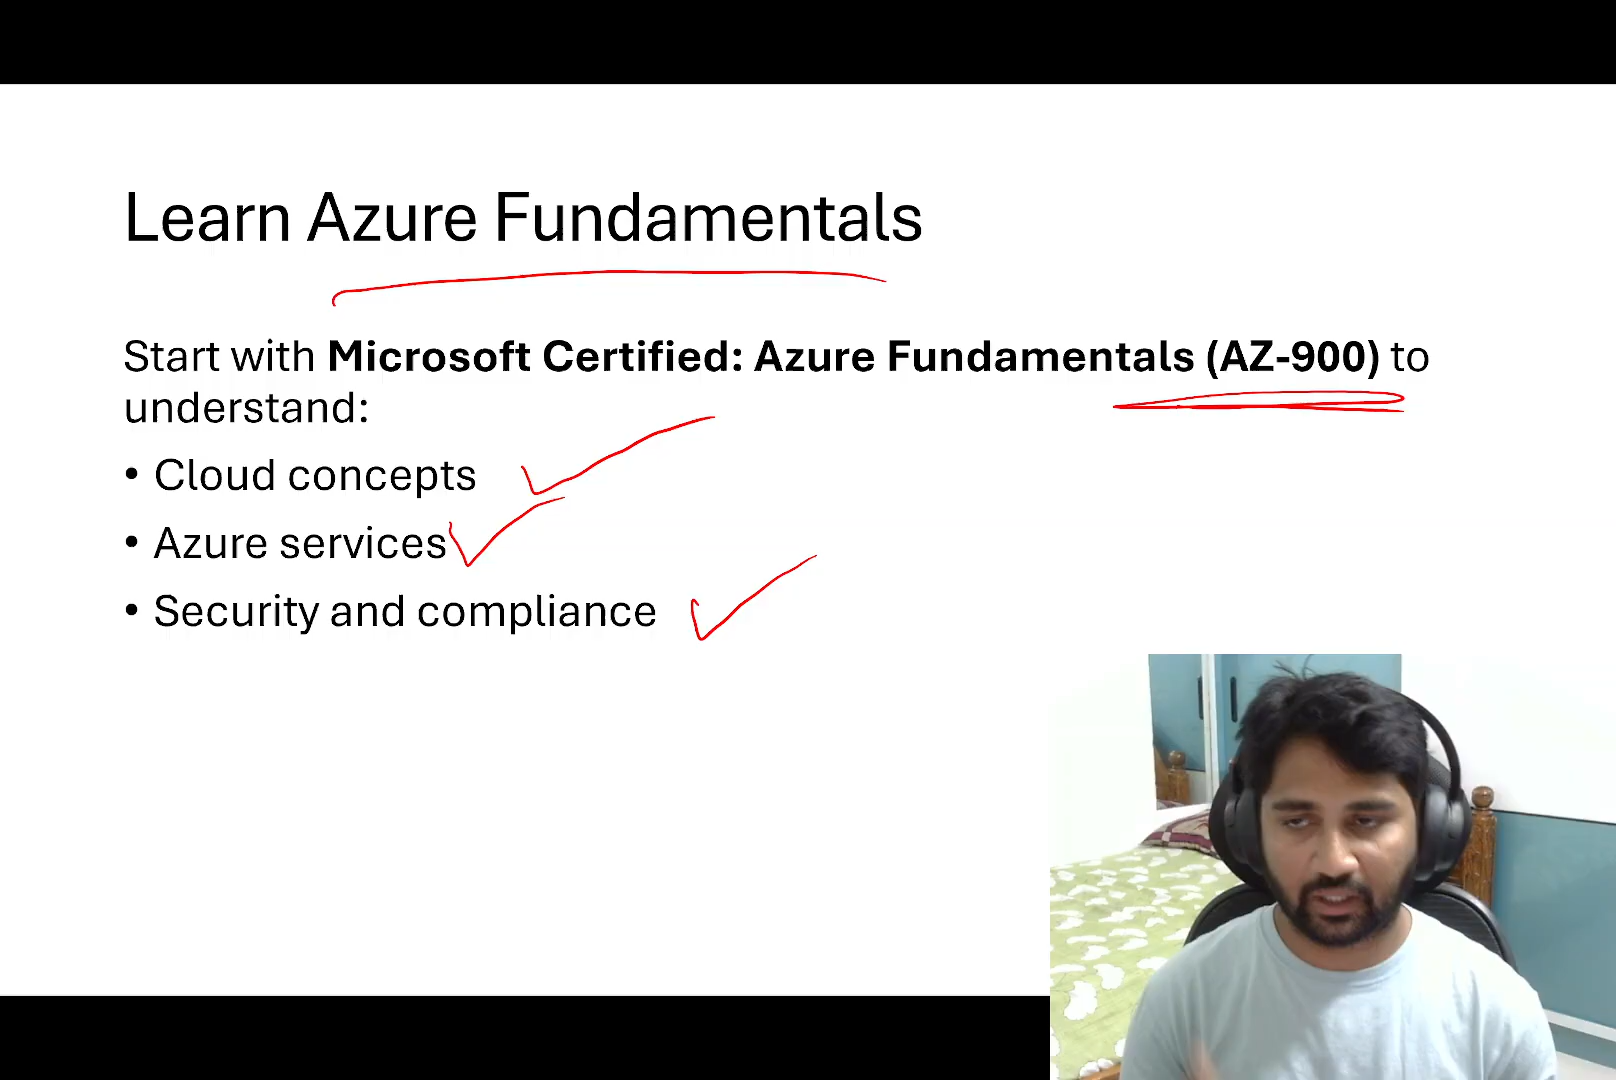 Learn Azure Fundamentals
Start with Microsoft Certified: Azure Fundamentals (AZ-900) to
understand:
• Cloud concepts
• Azure services
• Security and compliance